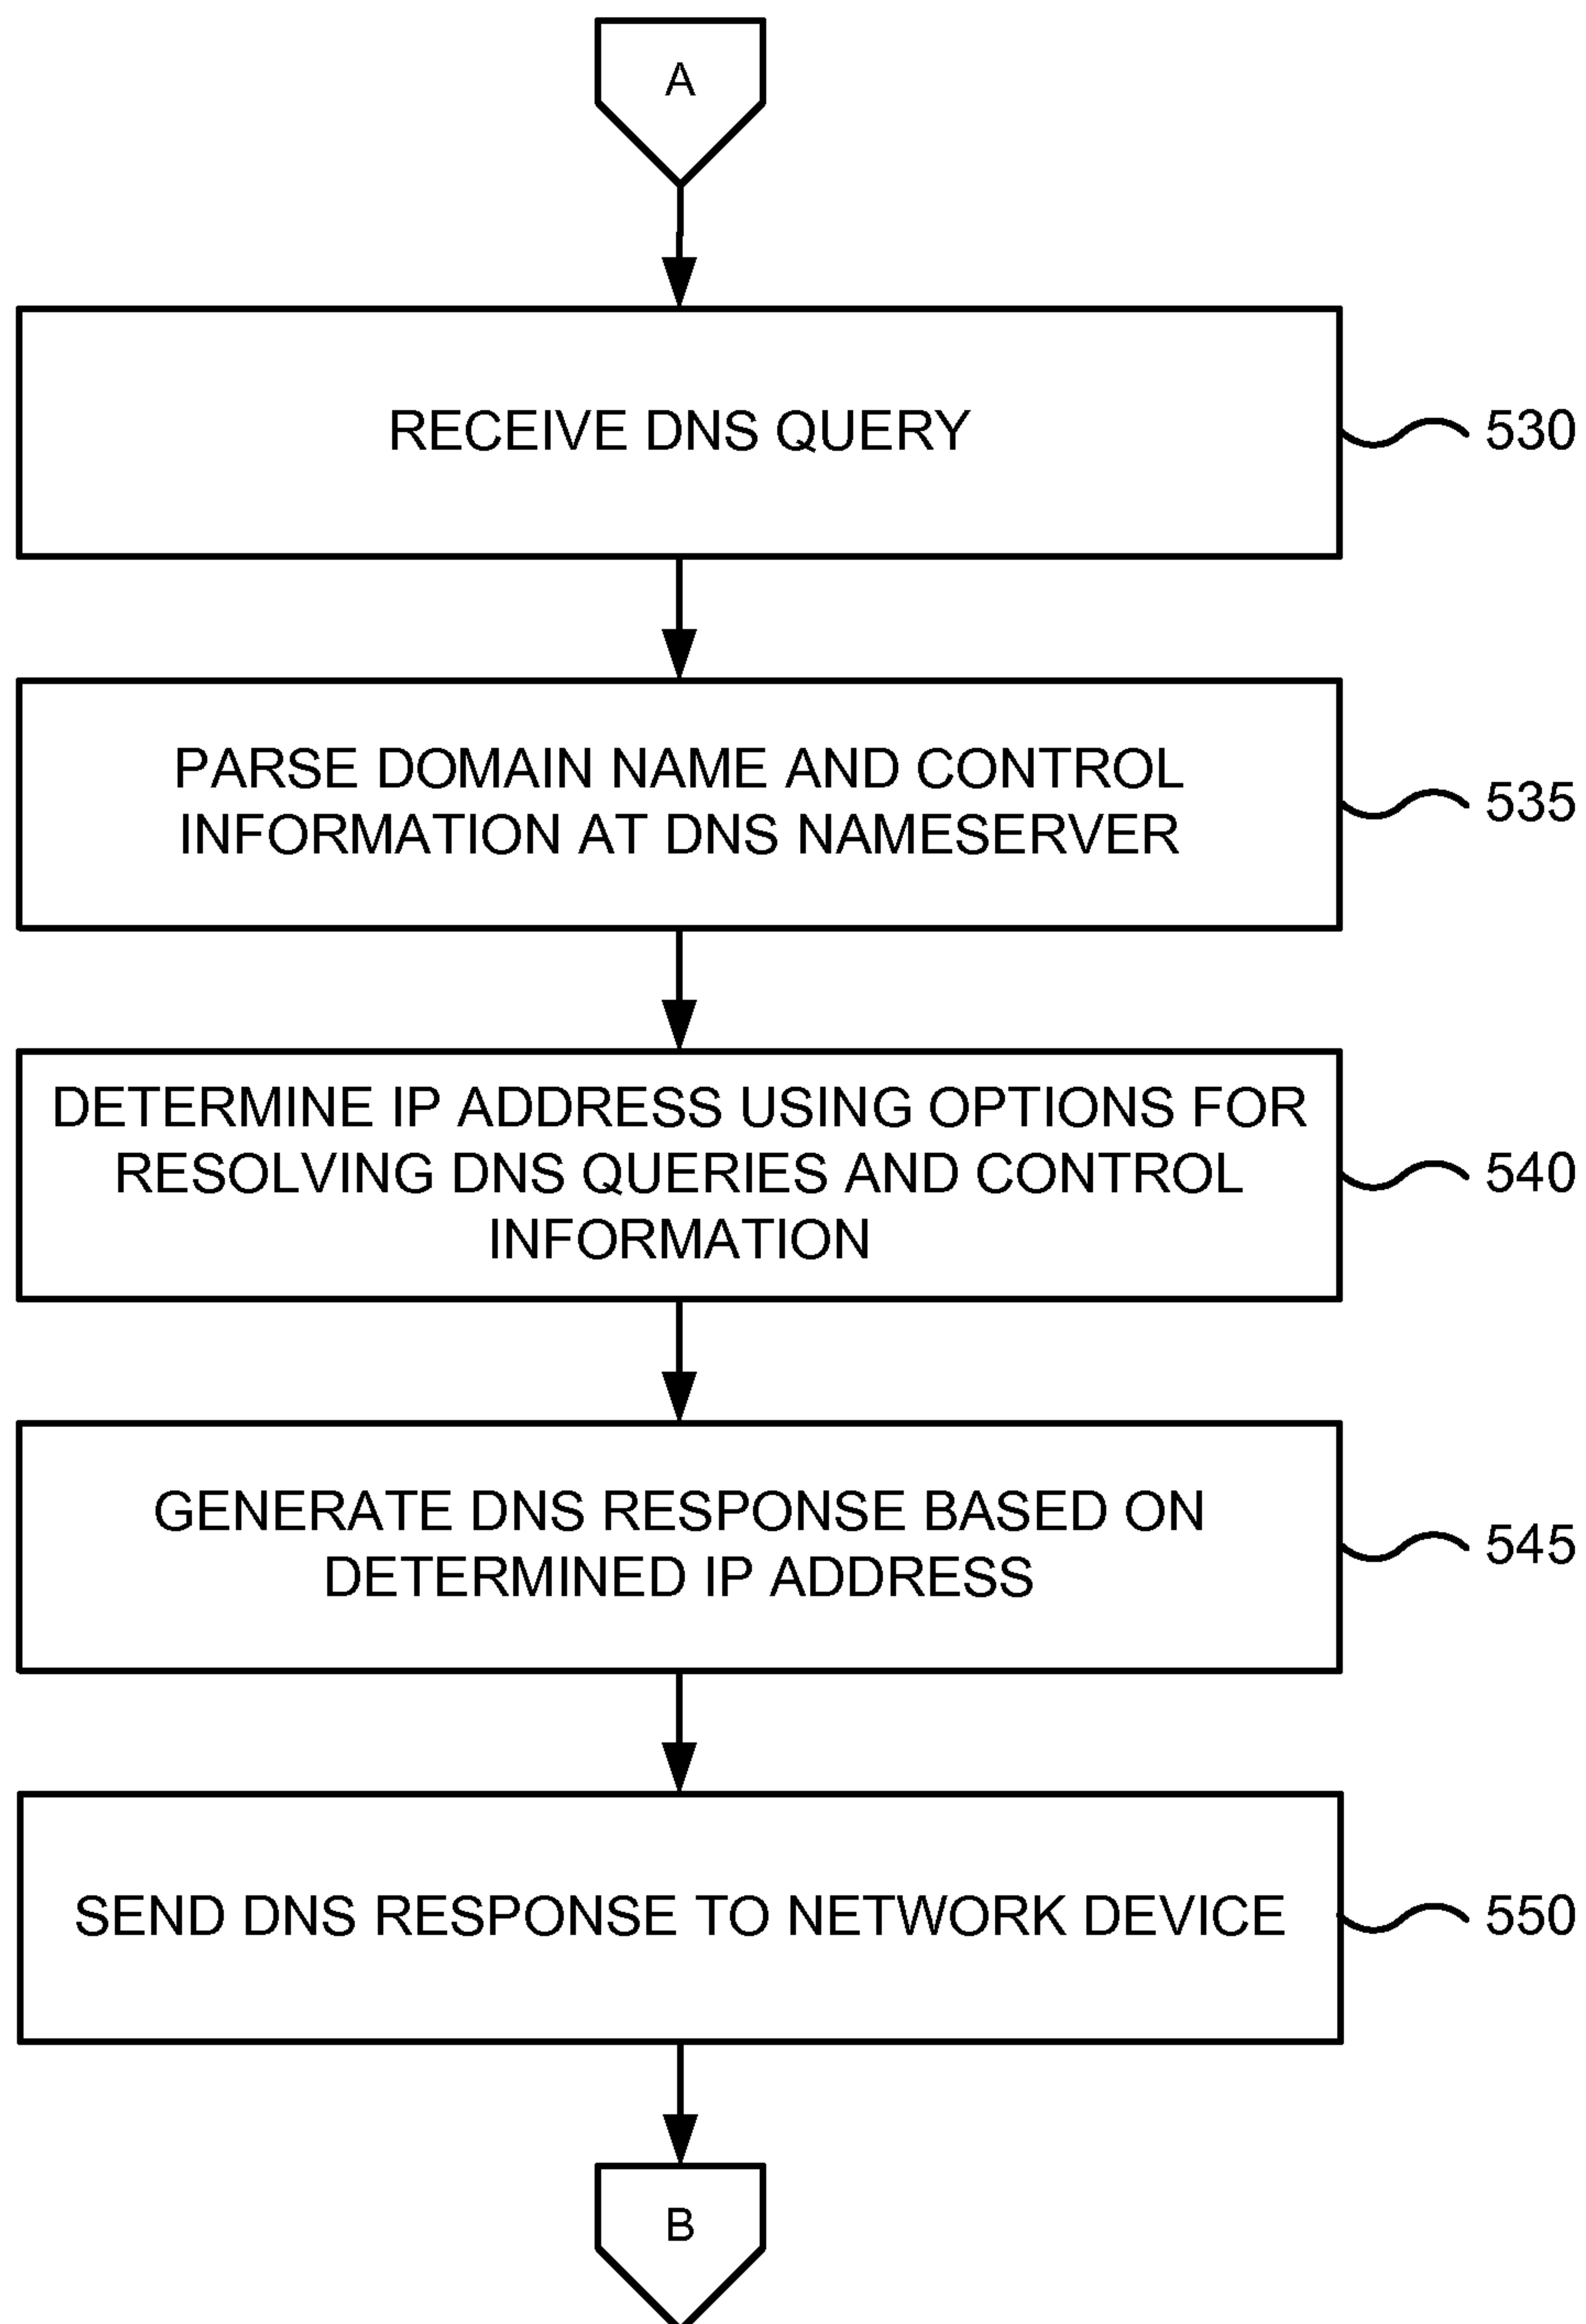 A
RECEIVE DNS QUERY
530
PARSE DOMAIN NAME AND CONTROL
INFORMATION AT DNS NAMESERVER
535
DETERMINE IP ADDRESS USING OPTIONS FOR
RESOLVING DNS QUERIES AND CONTROL
INFORMATION
540
GENERATE DNS RESPONSE BASED ON
DETERMINED IP ADDRESS
545
SEND DNS RESPONSE TO NETWORK DEVICE
550
B